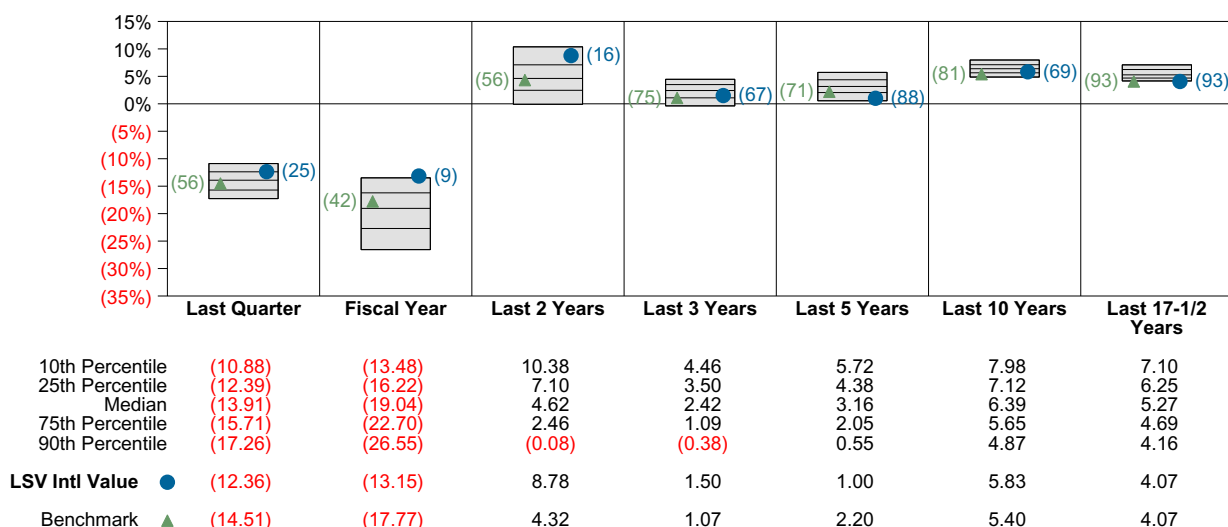 15%
10%
5%
0%
(5%)
(10%)
(15%)
(20%)
(25%)
(30%)
(35%)
(56) (25)
(42) (9)
(56) (16)
(75) (67)
(71) (88)
(81) (69)
(93) (93)
Last Quarter Fiscal Year Last 2 Years Last 3 Years Last 5 Years Last 10 Years Last 17-1/2
Years
10th Percentile (10.88) (13.48) 10.38 4.46 5.72 7.98 7.10
25th Percentile (12.39) (16.22) 7.10 3.50 4.38 7.12 6.25
Median (13.91) (19.04) 4.62 2.42 3.16 6.39 5.27
75th Percentile (15.71) (22.70) 2.46 1.09 2.05 5.65 4.69
90th Percentile (17.26) (26.55) (0.08) (0.38) 0.55 4.87 4.16
LSV Intl Value (12.36) (13.15) 8.78 1.50 1.00 5.83 4.07
Benchmark (14.51) (17.77) 4.32 1.07 2.20 5.40 4.07